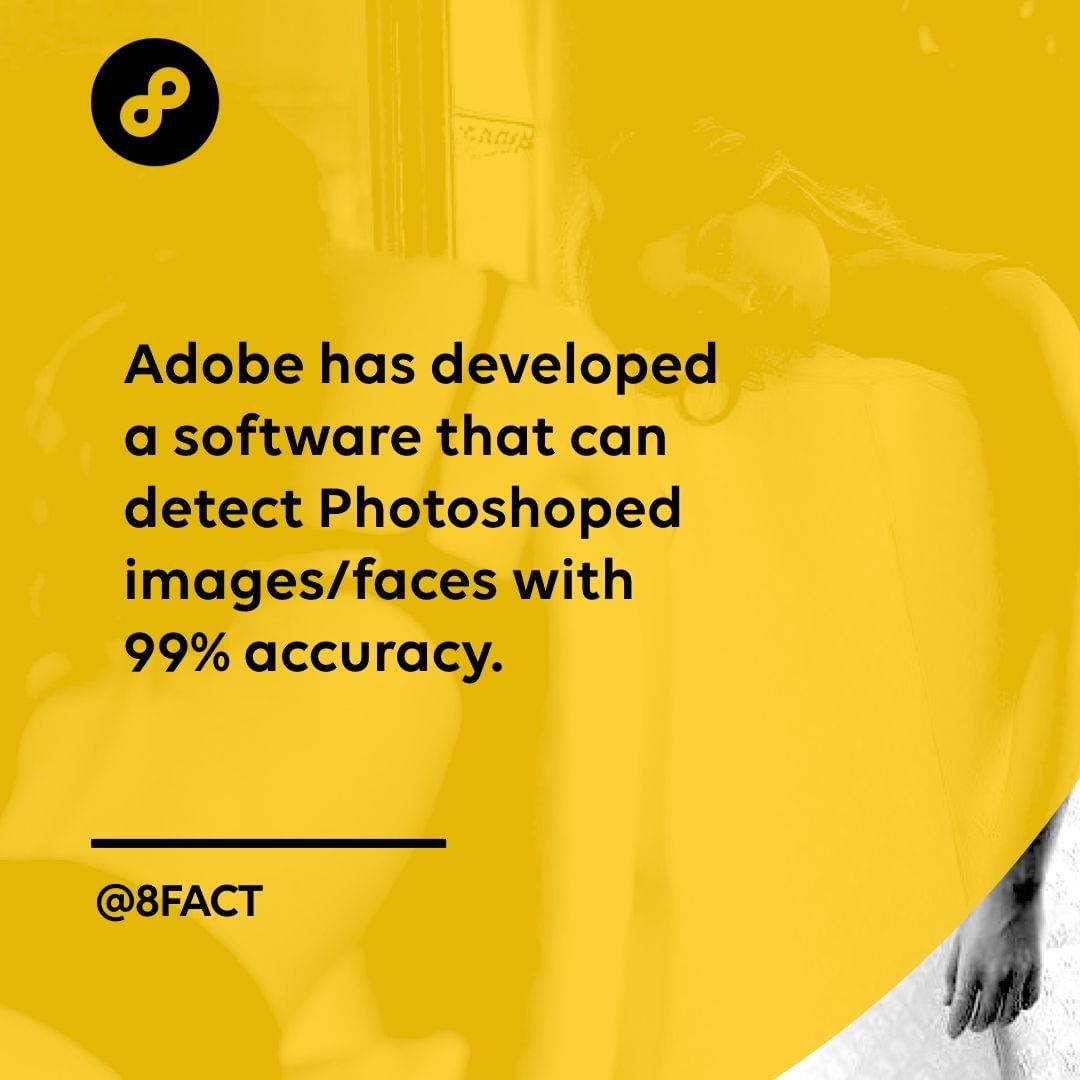 Adobe has developed
a software that can
detect Photoshoped
images/faces with
99% accuracy.
@8FACT